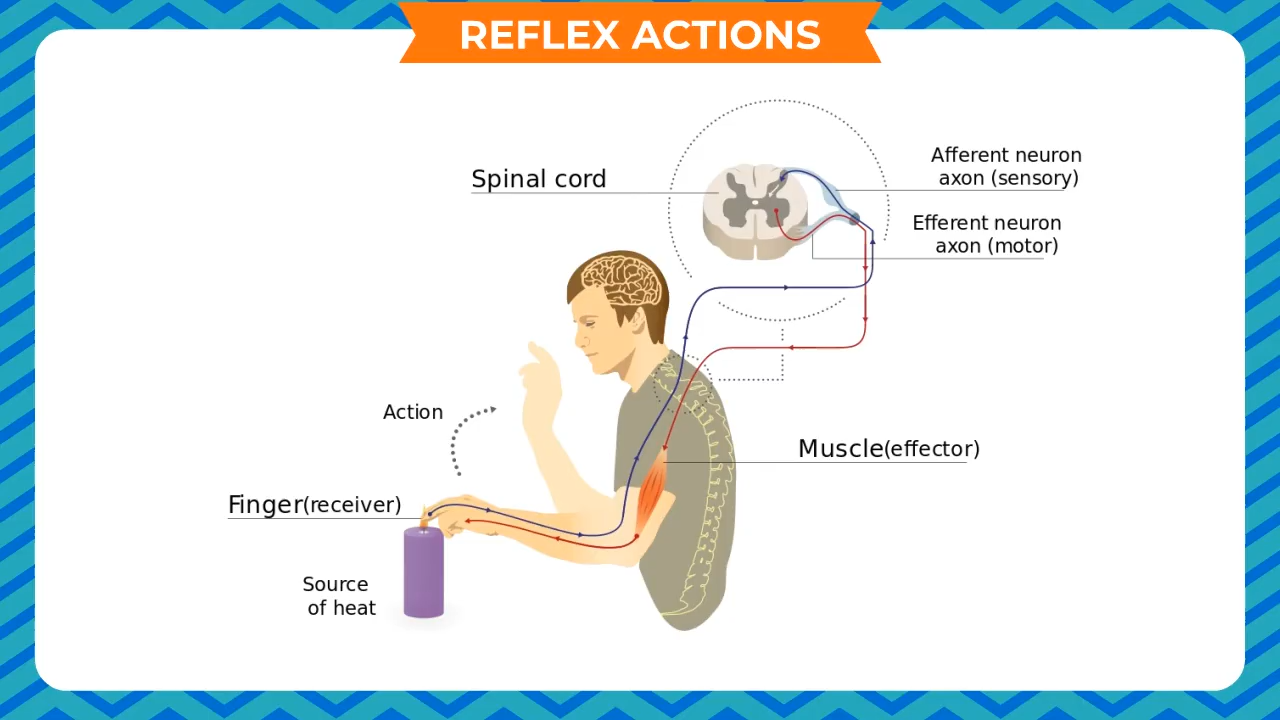 REFLEX ACTIONS
Afferent neuron
axon (sensory)
Spinal cord
Efferent neuron
axon (motor)
Action
Muscle(effector)
Finger(receiver)
Source
of heat